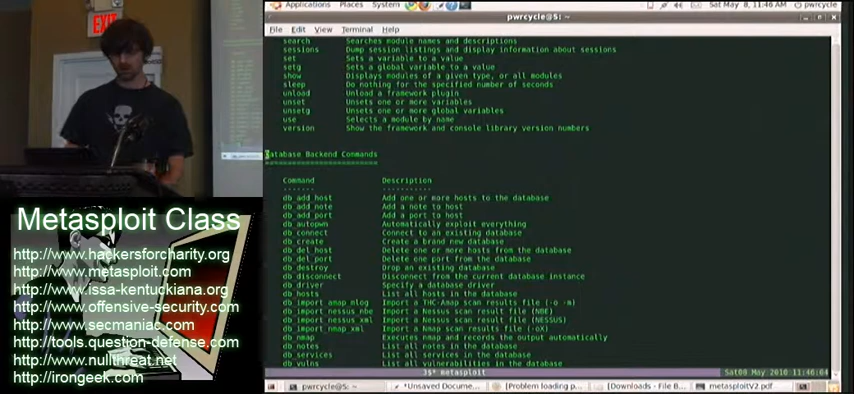 EXIT
Metasploit Class
http://www.hackersforcharity.org
http://www.metasploit.com
http://www.issa-kentuckiana.org
http://www.offensive-security.com
http://www.secmaniac.com
http://tools.question-defense.com
http://www.nullthreat.net
http://irongeek.com
Applications Places System
Sat May 8, 11:46 AM pwrcycle
pwrcycle@5: ~
File Edit View Terminal Help
search Searches module names and descriptions
sessions Dump session listings and display information about sessions
set Sets a variable to a value
setg Sets a global variable to a value
show Displays modules of a given type, or all modules
sleep Do nothing for the specified number of seconds
unload Unload a framework plugin
unset Unsets one or more variables
unsetg Unsets one or more global variables
use Selects a module by name
version Show the framework and console library version numbers
Database Backend Commands
=========================
Command Description
------- -----------
db_add_host Add one or more hosts to the database
db_add_note Add a note to host
db_add_port Add a port to host
db_autopwn Automatically exploit everything
db_connect Connect to an existing database
db_create Create a brand new database
db_del_host Delete one or more hosts from the database
db_del_port Delete one port from the database
db_destroy Drop an existing database
db_disconnect Disconnect from the current database instance
db_driver Specify a database driver
db_hosts List all hosts in the database
db_import_amap_mlog Import a THC-Amap scan results file (-o -m)
db_import_nessus_nbe Import a Nessus scan result file (NBE)
db_import_nessus_xml Import a Nessus scan result file (NESSUS)
db_import_nmap_xml Import a Nmap scan results file (-oX)
db_nmap Executes nmap and records the output automatically
db_notes List all notes in the database
db_services List all services in the database
db_vulns List all vulnerabilities in the database
3$* metasploit Sat08 May 2010 11:46:04
pwrcycle@5: ~ *Unsaved Docume... [Problem loading p... [Downloads - File B... metasploitV2.pdf